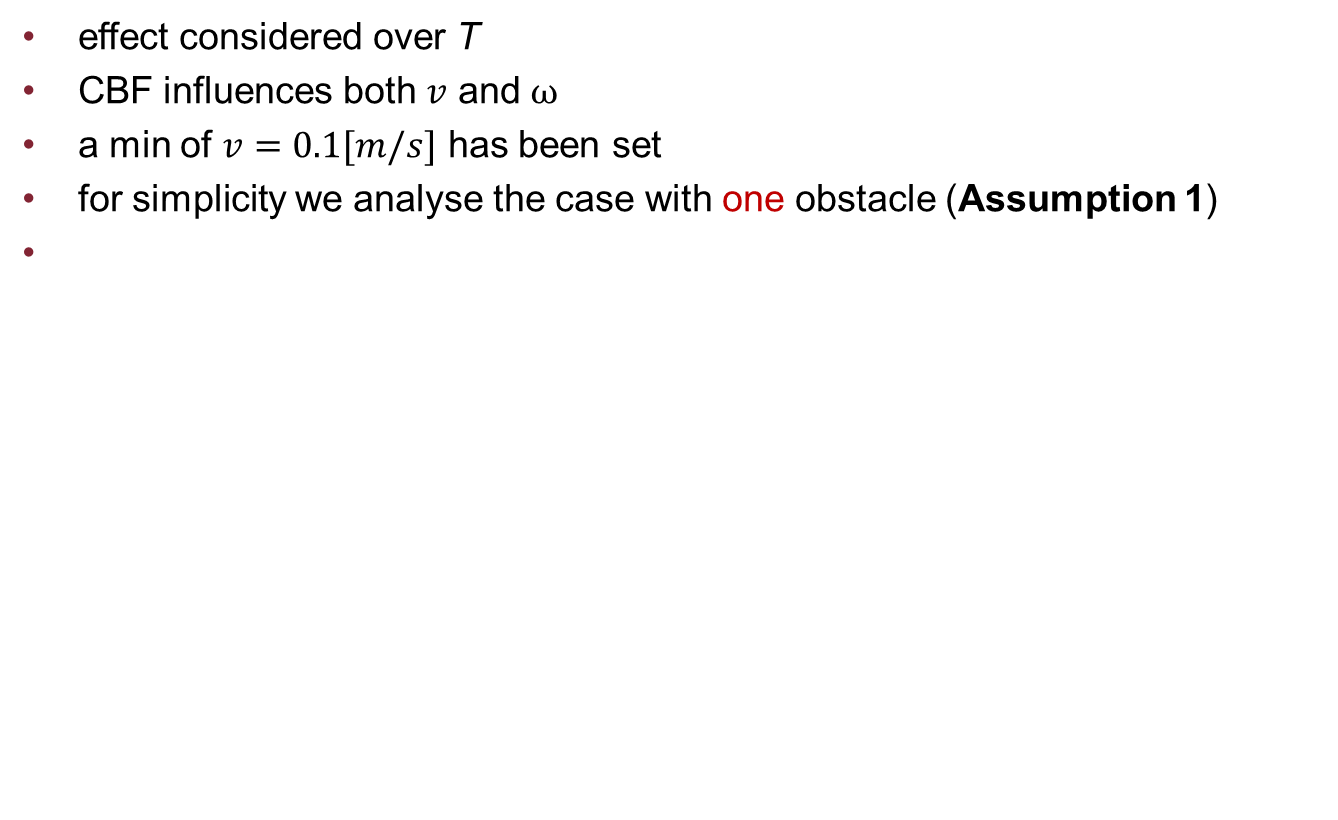 • effect considered over T
• CBF influences both v and ω
• a min of v = 0.1[m/s] has been set
• for simplicity we analyse the case with one obstacle (Assumption 1)
•